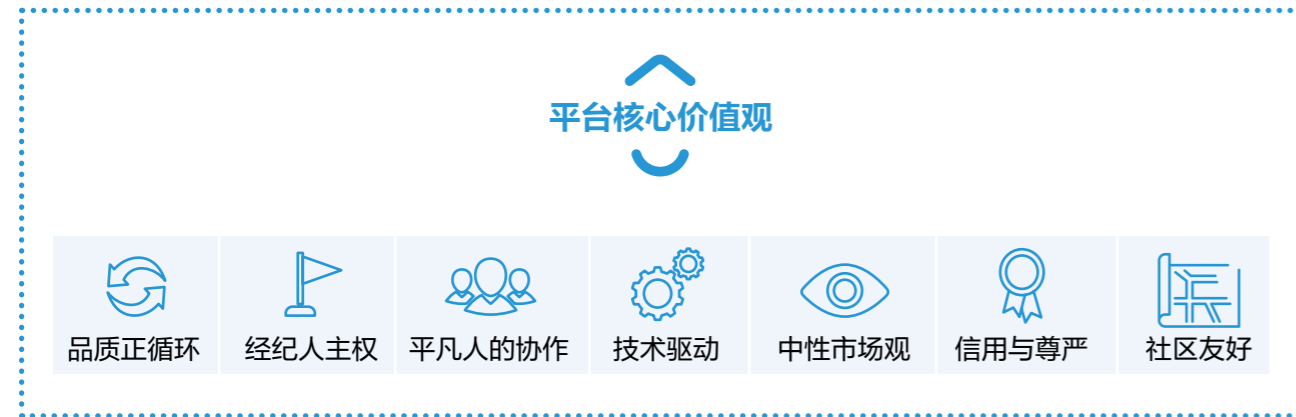 平台核心价值观
品质正循环 经纪人主权 平凡人的协作 技术驱动 中性市场观 信用与尊严 社区友好